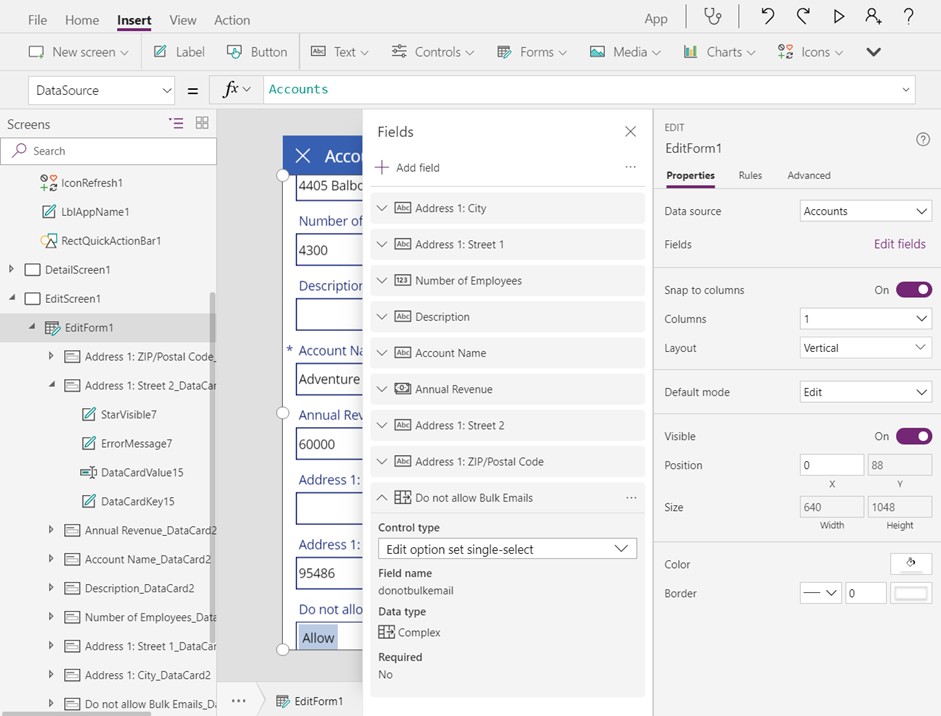 File Home Insert View Action App
New screen Label Button Text Controls Forms Media Charts Icons
DataSource = fx Accounts
Screens
Search
IconRefresh1
LblAppName1
RectQuickActionBar1
DetailScreen1
EditScreen1
EditForm1
Address 1: ZIP/Postal Code_
Address 1: Street 2_DataCar
StarVisible7
ErrorMessage7
DataCardValue15
DataCardKey15
Annual Revenue_DataCard2
Account Name_DataCard2
Description_DataCard2
Number of Employees_Data
Address 1: Street 1_DataCar
Address 1: City_DataCard2
Do not allow Bulk Emails_Da
Accou
4405 Balbo
Number of
4300
Description
* Account Na
Adventure
Annual Rev
60000
Address 1:
Address 1:
95486
Do not allo
Allow
EditForm1
Fields
Add field
Abc Address 1: City
Abc Address 1: Street 1
123 Number of Employees
Abc Description
Abc Account Name
Annual Revenue
Abc Address 1: Street 2
Abc Address 1: ZIP/Postal Code
Do not allow Bulk Emails
Control type
Edit option set single-select
Field name
donotbulkemail
Data type
Complex
Required
No
EDIT
EditForm1
Properties Rules Advanced
Data source Accounts
Fields Edit fields
Snap to columns On
Columns 1
Layout Vertical
Default mode Edit
Visible On
Position 0 88
X Y
Size 640 1048
Width Height
Color
Border 0